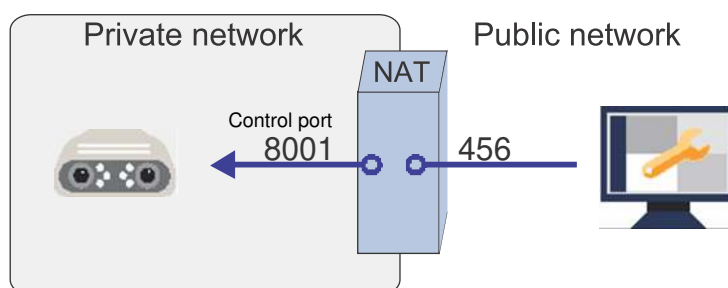 Private network
Public network
NAT
Control port
8001
456